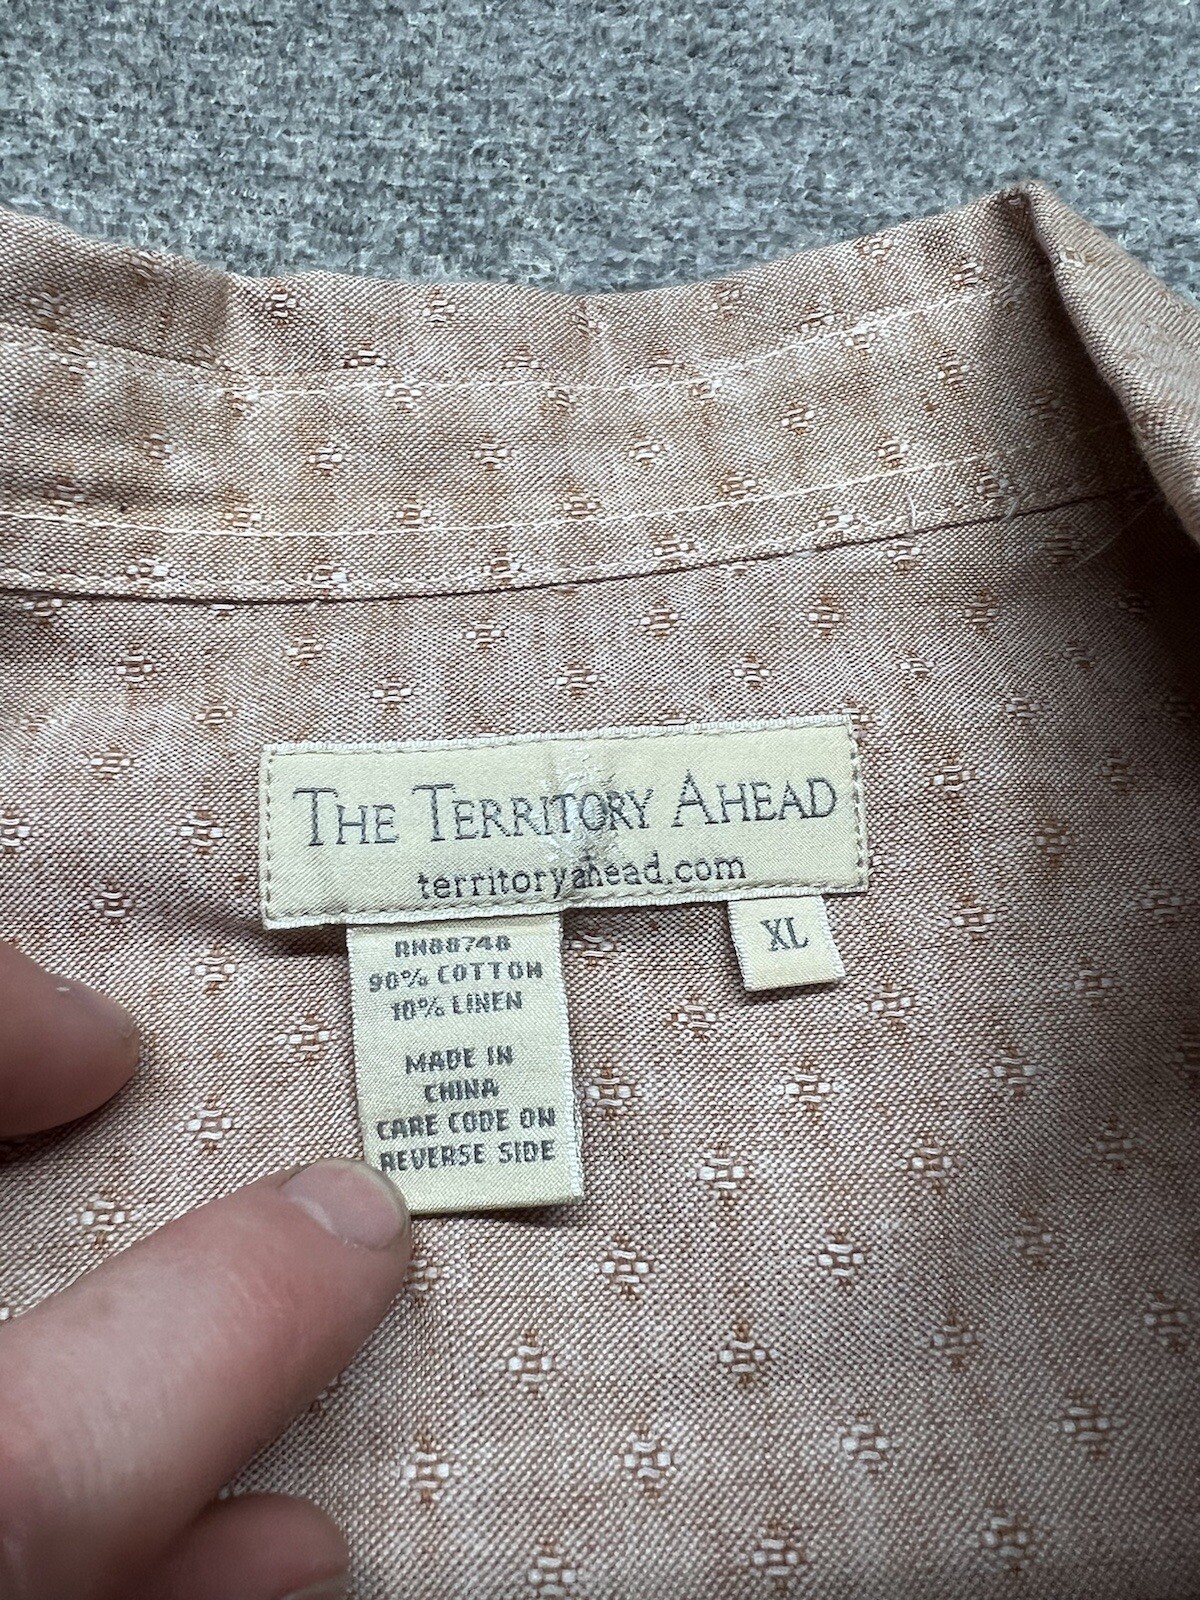 THE TERRITORY AHEAD
territoryahead.com
XL
RN88748
90% COTTON
10% LINEN
MADE IN
CHINA
CARE CODE ON
REVERSE SIDE